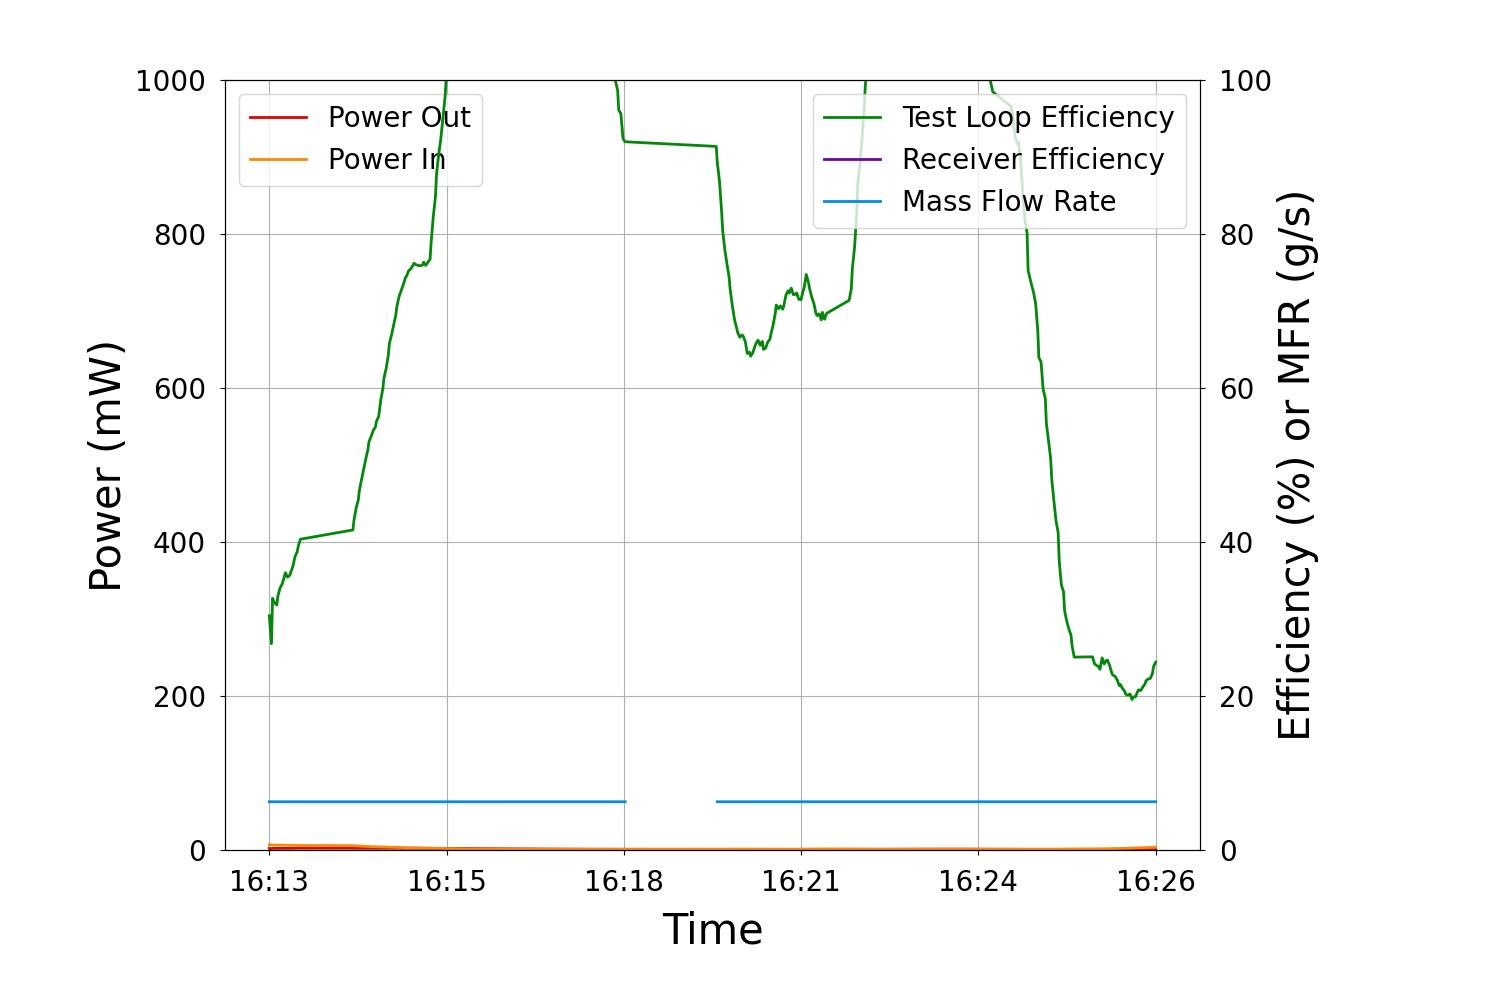 1000
800
600
400
200
0
Power (mW)
Power Out
Power In
Test Loop Efficiency
Receiver Efficiency
Mass Flow Rate
100
80
60
40
20
0
Efficiency (%) or MFR (g/s)
16:13
16:15
16:18
16:21
16:24
16:26
Time